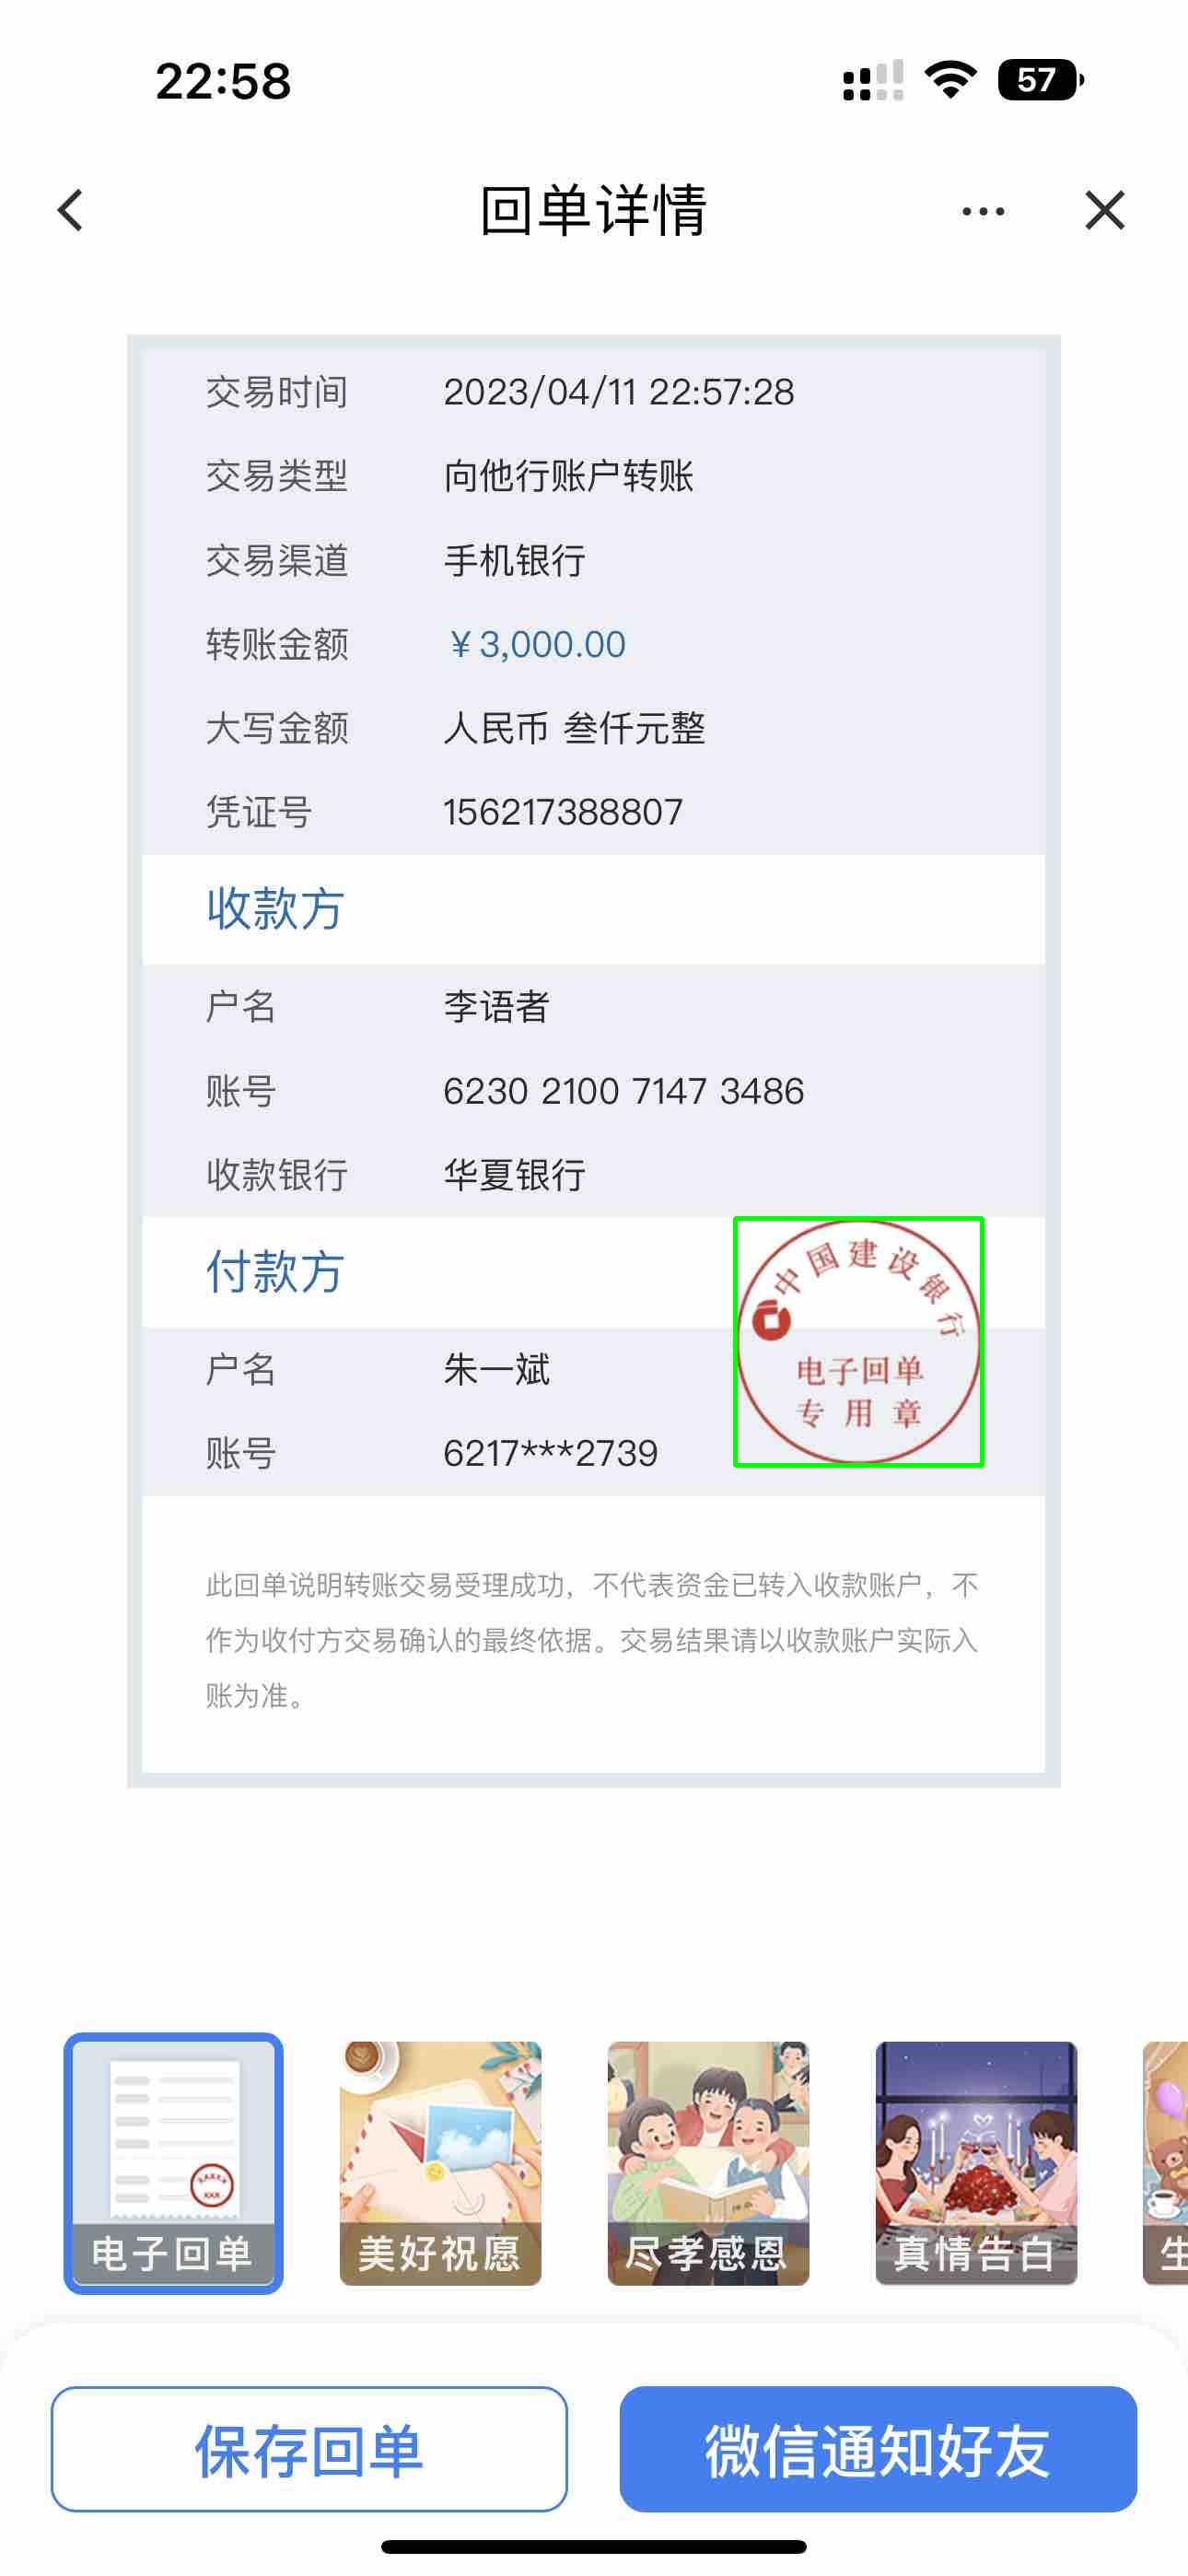 22:58
57
回单详情
交易时间 2023/04/11 22:57:28
交易类型 向他行账户转账
交易渠道 手机银行
转账金额 ¥3,000.00
大写金额 人民币 叁仟元整
凭证号 156217388807
收款方
户名 李语者
账号 6230 2100 7147 3486
收款银行 华夏银行
付款方
中国建设银行
电子回单
专用章
户名 朱一斌
账号 6217***2739
此回单说明转账交易受理成功，不代表资金已转入收款账户，不
作为收付方交易确认的最终依据。交易结果请以收款账户实际入
账为准。
电子回单 美好祝愿 尽孝感恩 真情告白 生
保存回单 微信通知好友